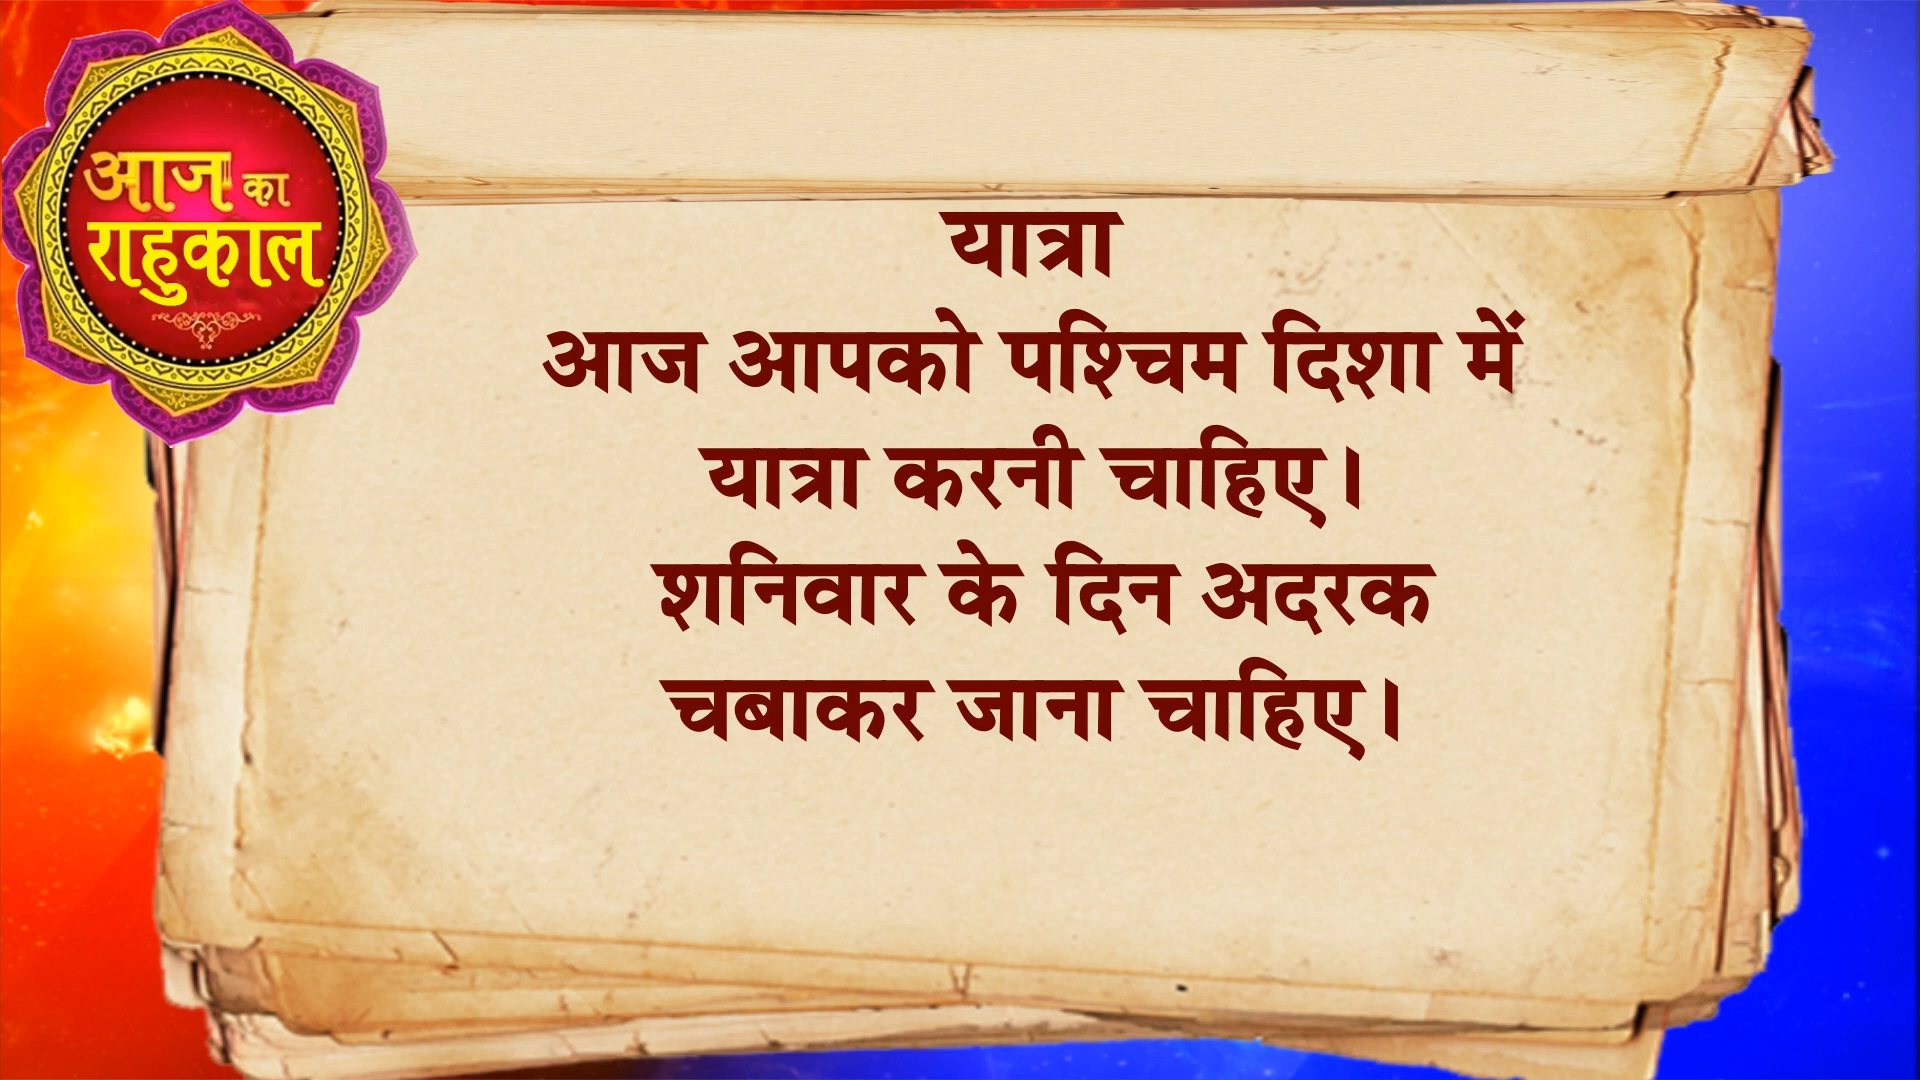 आज का
राहुकाल
यात्रा
आज आपको पश्चिम दिशा में
यात्रा करनी चाहिए।
शनिवार के दिन अदरक
चबाकर जाना चाहिए।